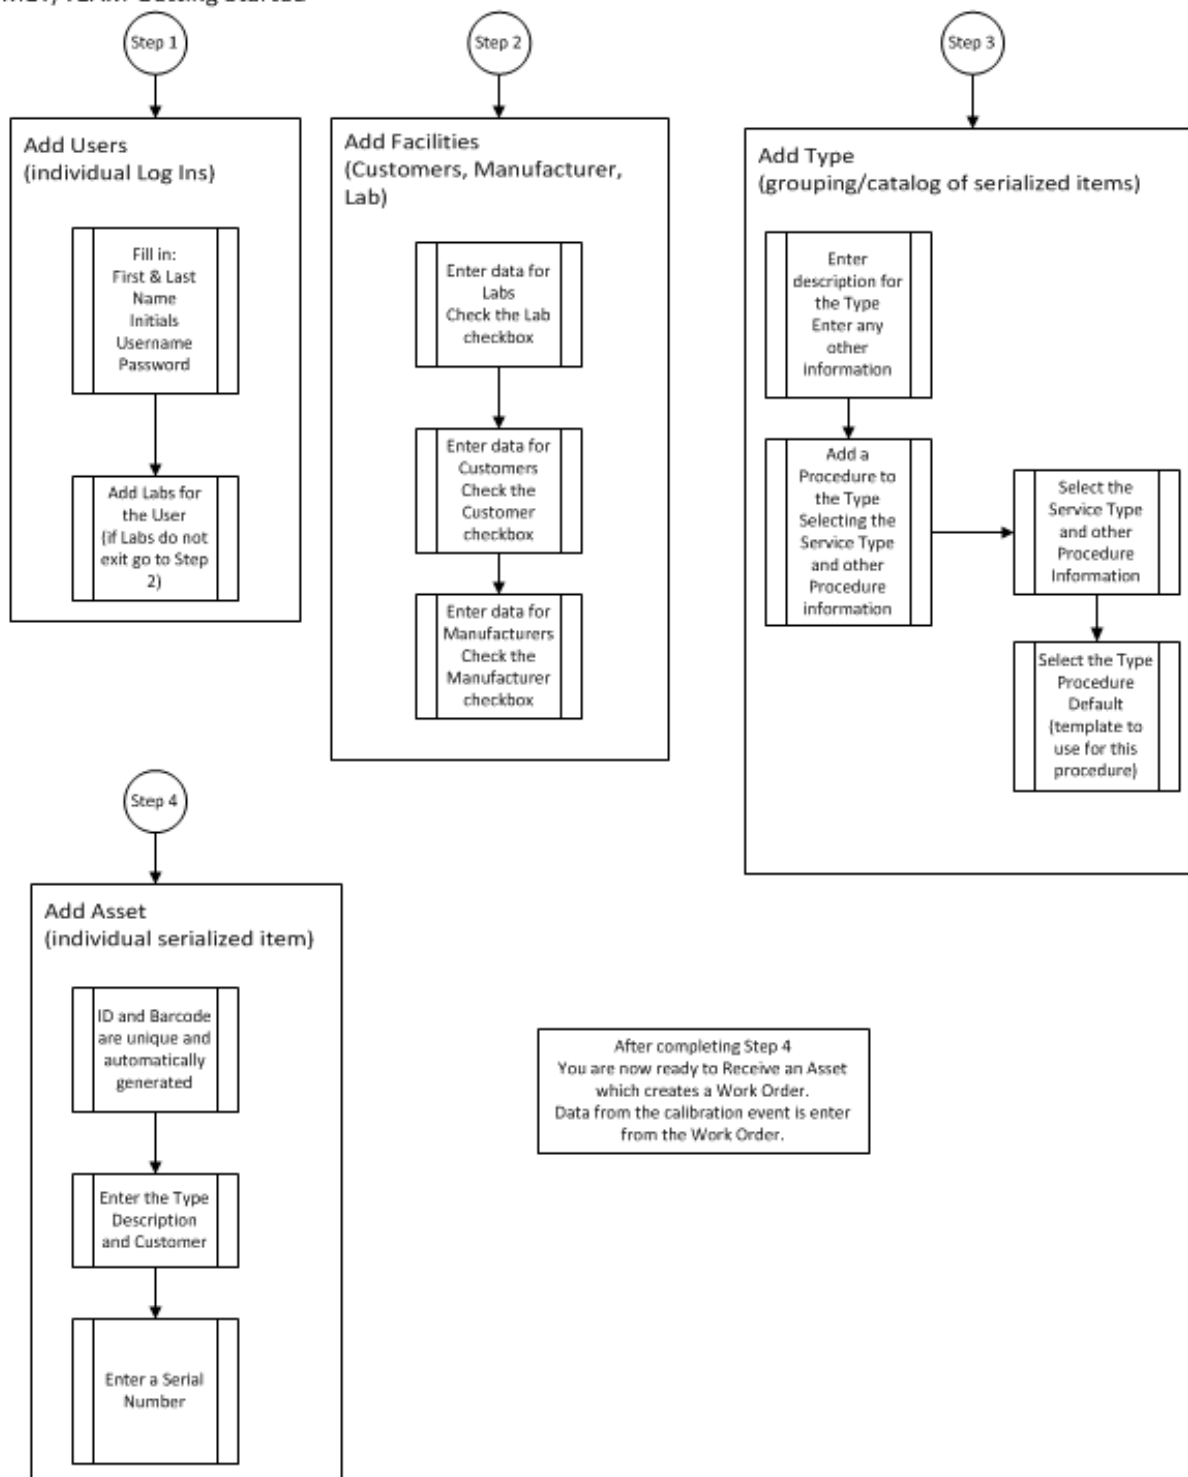 Getting Started
Step 1
Add Users
(individual Log Ins)
Fill in:
First & Last
Name
Initials
Username
Password
Add Labs for
the User
(if Labs do not
exit go to Step
2)
Step 2
Add Facilities
(Customers, Manufacturer,
Lab)
Enter data for
Labs
Check the Lab
checkbox
Enter data for
Customers
Check the
Customer
checkbox
Enter data for
Manufacturers
Check the
Manufacturer
checkbox
Step 3
Add Type
(grouping/catalog of serialized items)
Enter
description for
the Type
Enter any
other
information
Add a
Procedure to
the Type
Selecting the
Service Type
and other
Procedure
information
Select the
Service Type
and other
Procedure
Information
Select the Type
Procedure
Default
(template to
use for this
procedure)
Step 4
Add Asset
(individual serialized item)
ID and Barcode
are unique and
automatically
generated
Enter the Type
Description
and Customer
Enter a Serial
Number
After completing Step 4
You are now ready to Receive an Asset
which creates a Work Order.
Data from the calibration event is enter
from the Work Order.